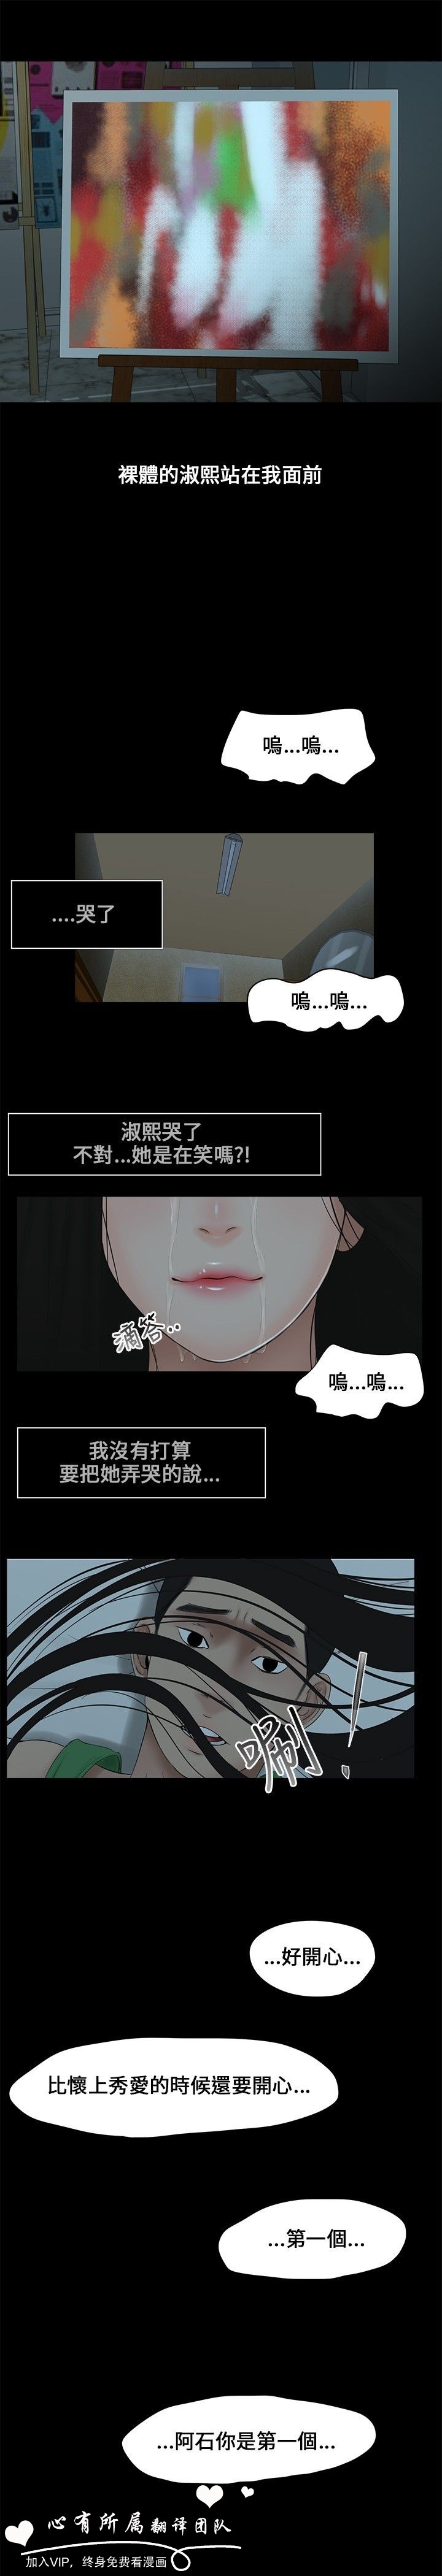 裸體的淑熙站在我面前
嗚...嗚...
....哭了
嗚...嗚...
淑熙哭了
不對...她是在笑嗎?!
滴答..
嗚...嗚...
我沒有打算
要把她弄哭的說...
唰!
...好開心...
比懷上秀愛的時候還要開心...
...第一個...
...阿石你是第一個...
心有所属翻译团队
加入VIP，终身免费看漫画